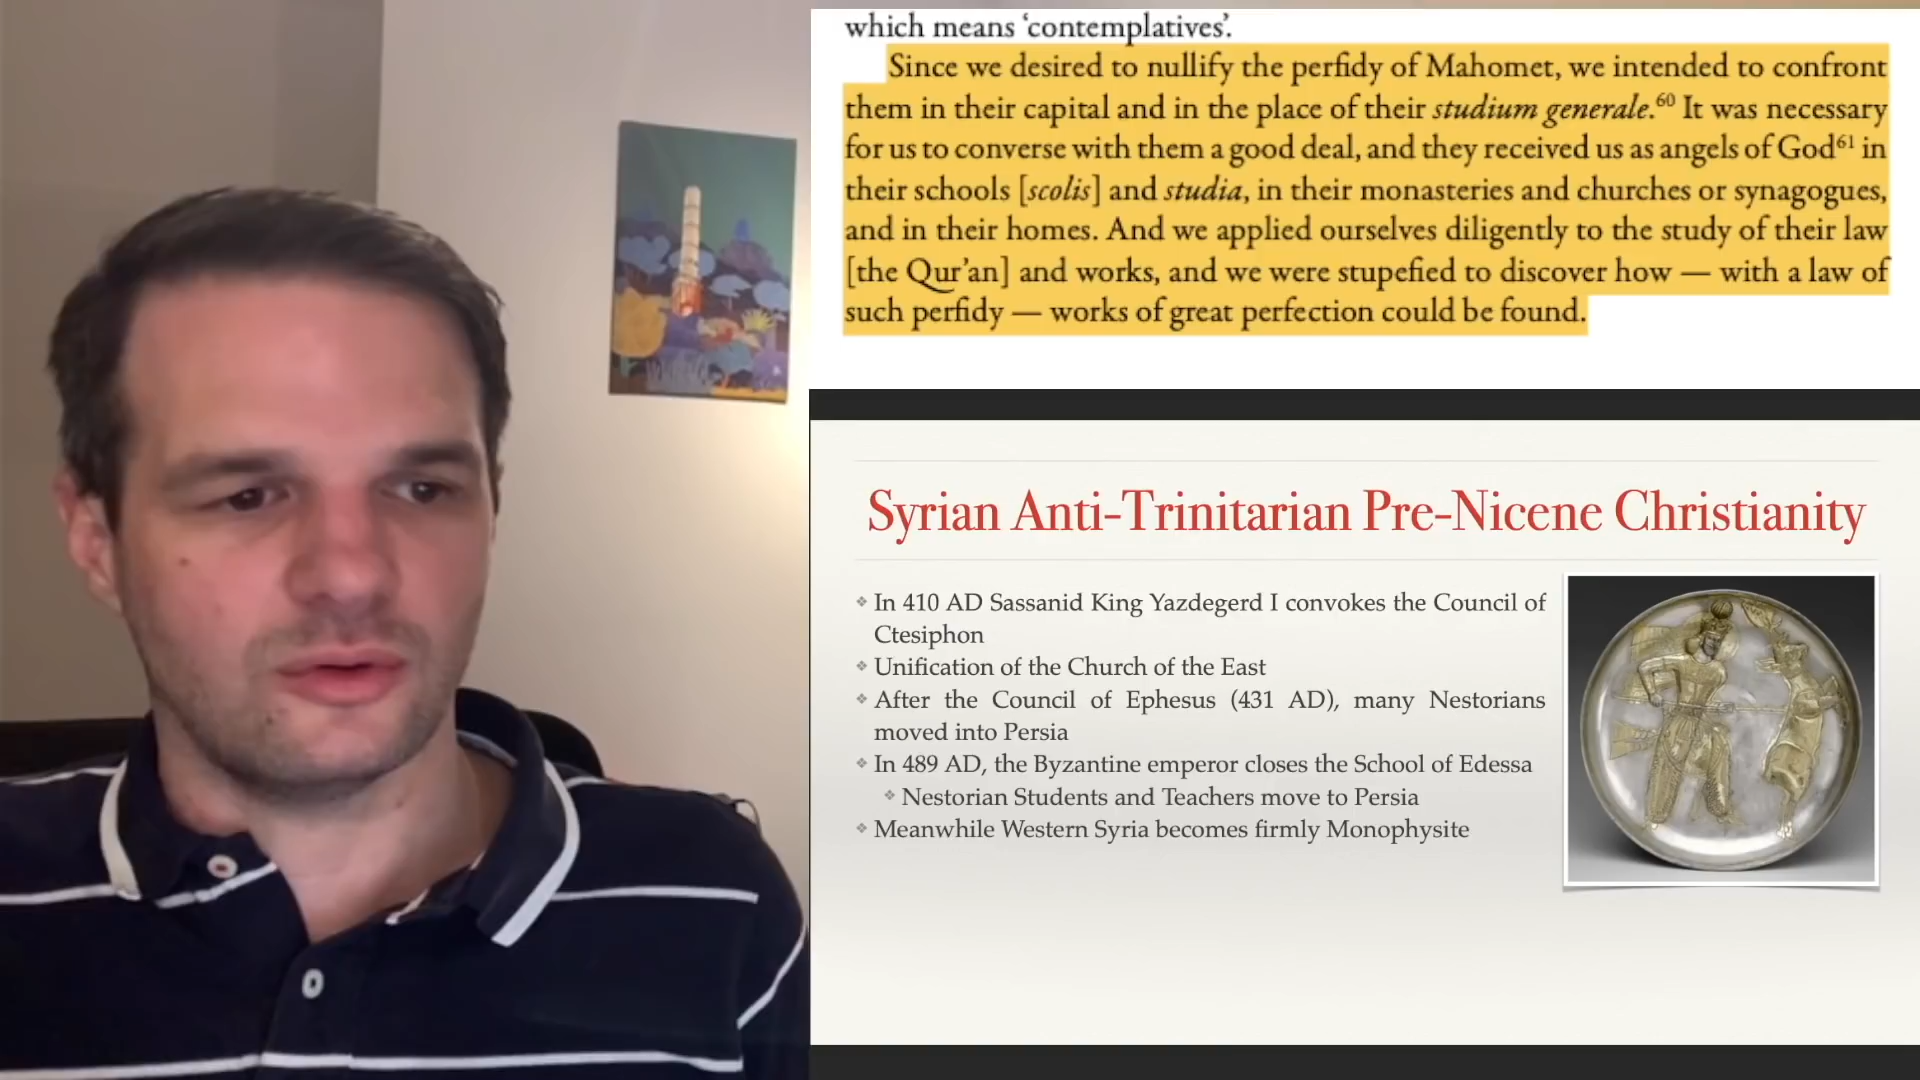 which means ‘contemplatives’.
Since we desired to nullify the perfidy of Mahomet, we intended to confront
them in their capital and in the place of their studium generale.⁶⁰ It was necessary
for us to converse with them a good deal, and they received us as angels of God⁶¹ in
their schools [scolis] and studia, in their monasteries and churches or synagogues,
and in their homes. And we applied ourselves diligently to the study of their law
[the Qur’an] and works, and we were stupefied to discover how — with a law of
such perfidy — works of great perfection could be found.
Syrian Anti-Trinitarian Pre-Nicene Christianity
❖ In 410 AD Sassanid King Yazdegerd I convokes the Council of
Ctesiphon
❖ Unification of the Church of the East
❖ After the Council of Ephesus (431 AD), many Nestorians
moved into Persia
❖ In 489 AD, the Byzantine emperor closes the School of Edessa
❖ Nestorian Students and Teachers move to Persia
❖ Meanwhile Western Syria becomes firmly Monophysite